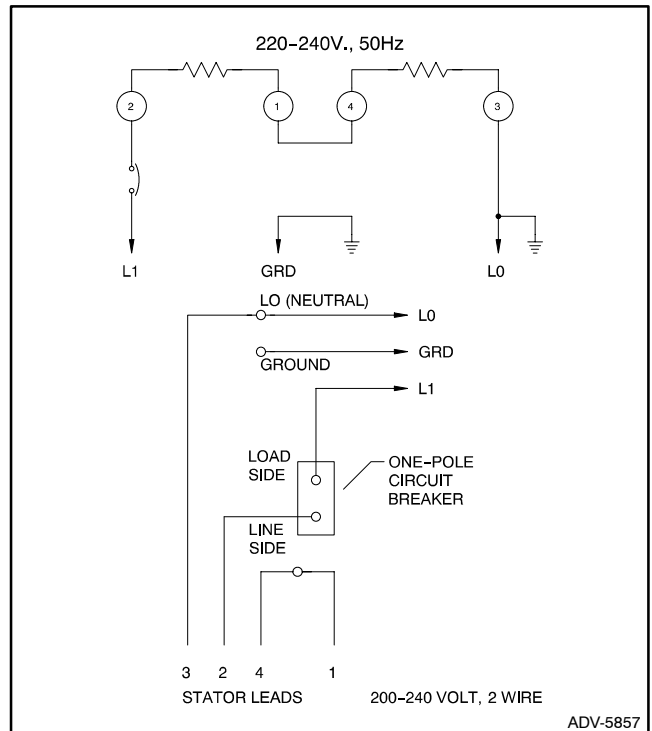 220-240V., 50Hz
2
1
4
3
L1
GRD
L0
LO (NEUTRAL)
L0
GROUND
GRD
L1
LOAD
SIDE
ONE-POLE
CIRCUIT
BREAKER
LINE
SIDE
3 2 4 1
STATOR LEADS 200-240 VOLT, 2 WIRE
ADV-5857